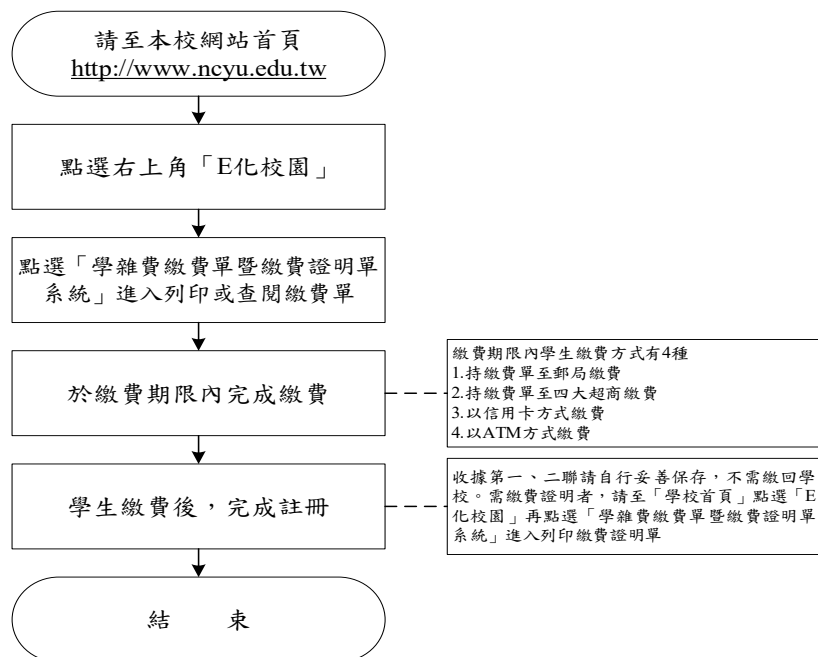 請至本校網站首頁
http://www.ncyu.edu.tw
點選右上角「E化校園」
點選「學雜費繳費單暨繳費證明單
系統」進入列印或查閱繳費單
於繳費期限內完成繳費
繳費期限內學生繳費方式有4種
1.持繳費單至郵局繳費
2.持繳費單至四大超商繳費
3.以信用卡方式繳費
4.以ATM方式繳費
學生繳費後，完成註冊
收據第一、二聯請自行妥善保存，不需繳回學
校。需繳費證明者，請至「學校首頁」點選「E
化校園」再點選「學雜費繳費單暨繳費證明單
系統」進入列印繳費證明單
結 束